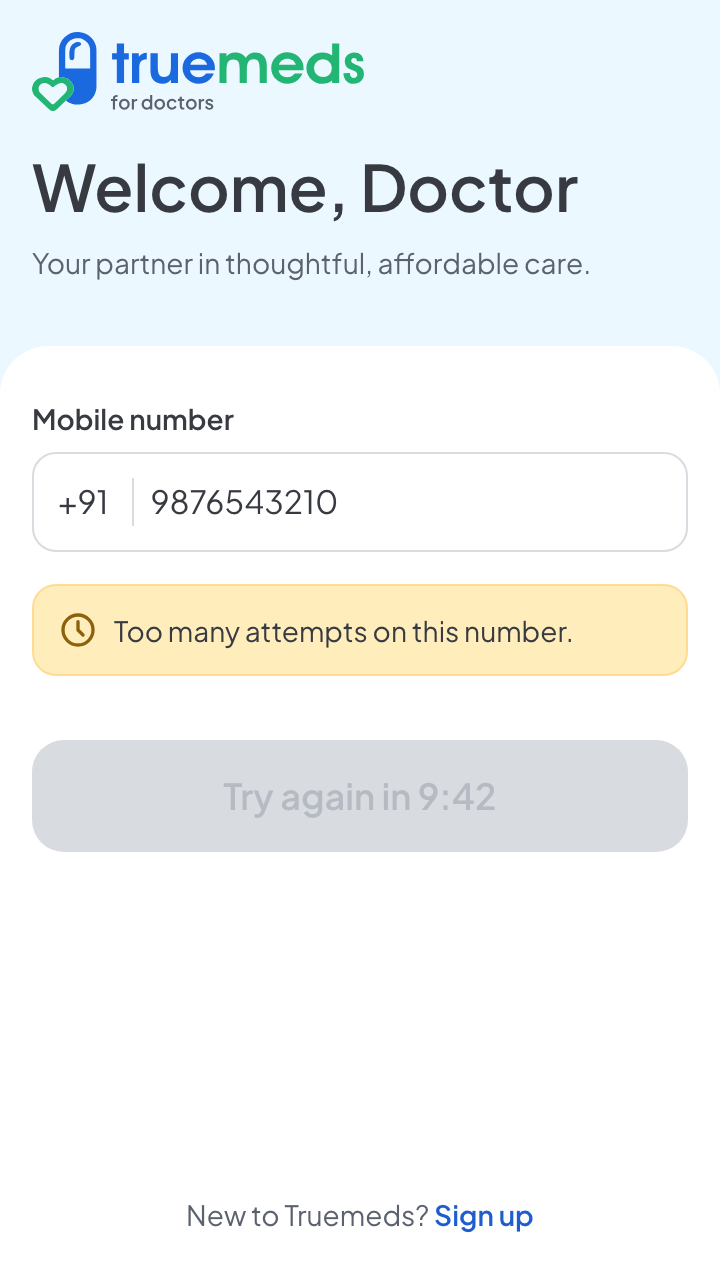 truemeds
for doctors
Welcome, Doctor
Your partner in thoughtful, affordable care.
Mobile number
+91 9876543210
Too many attempts on this number.
Try again in 9:42
New to Truemeds? Sign up